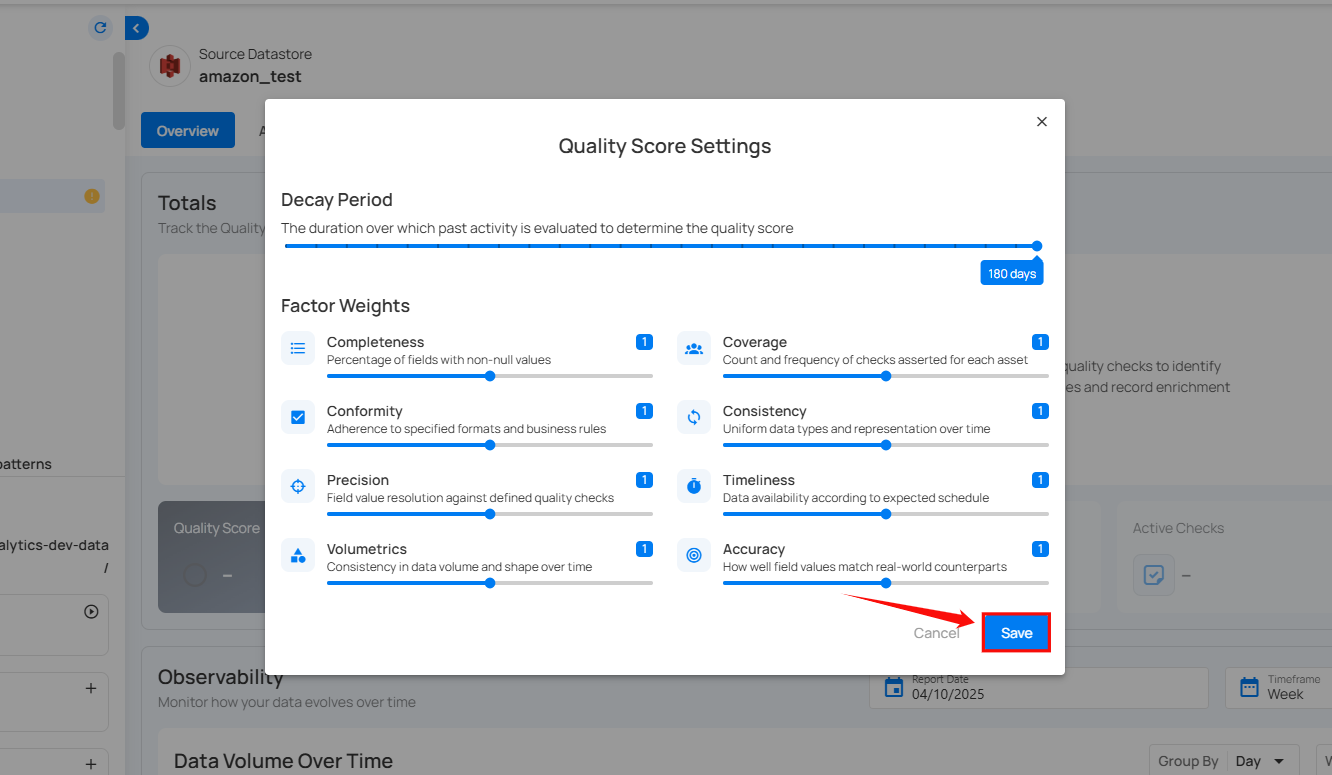 Source Datastore
amazon_test
Overview
Quality Score Settings
Decay Period
The duration over which past activity is evaluated to determine the quality score
180 days
Factor Weights
Completeness 1
Percentage of fields with non-null values
Coverage 1
Count and frequency of checks asserted for each asset
Conformity 1
Adherence to specified formats and business rules
Consistency 1
Uniform data types and representation over time
Precision 1
Field value resolution against defined quality checks
Timeliness 1
Data availability according to expected schedule
Volumetrics 1
Consistency in data volume and shape over time
Accuracy 1
How well field values match real-world counterparts
Cancel
Save
Totals
Track the Quality
quality checks to identify
and record enrichment
Quality Score
–
Active Checks
–
alytics-dev-data
/
Observability
Monitor how your data evolves over time
Report Date
04/10/2025
Timeframe
Week
Data Volume Over Time
Group By Day